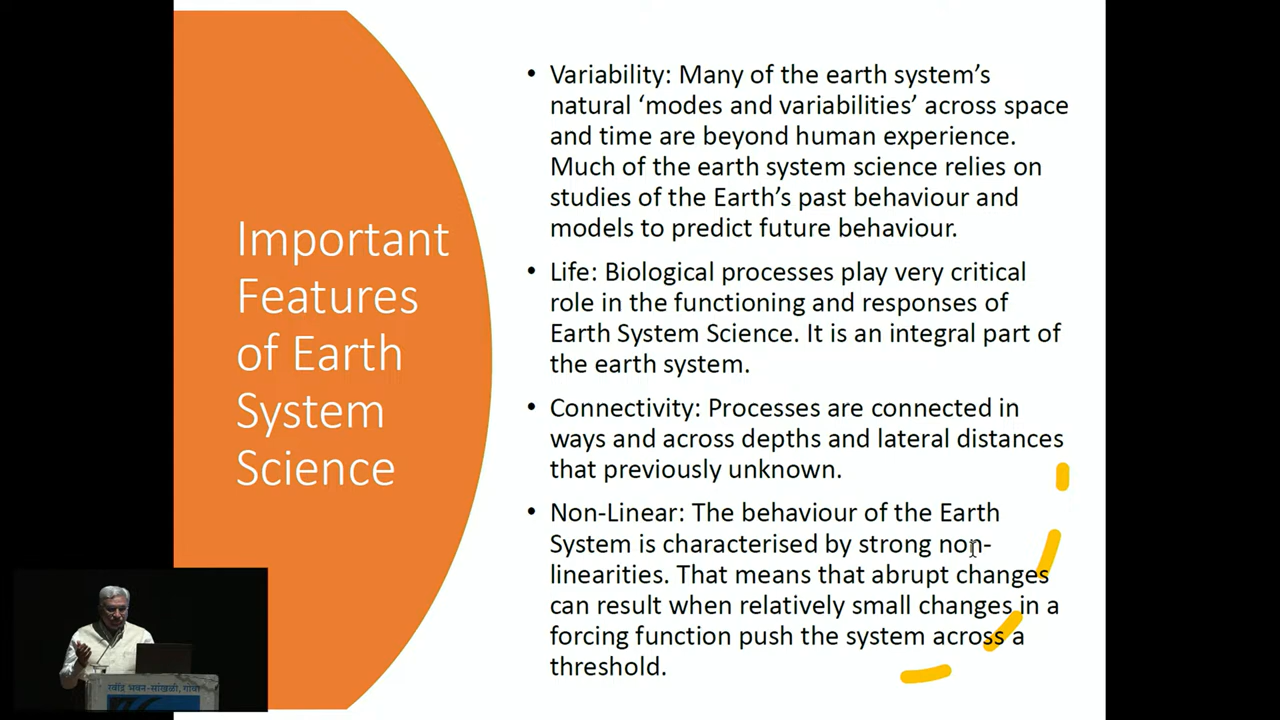 Important
Features
of Earth
System
Science
• Variability: Many of the earth system’s
natural ‘modes and variabilities’ across space
and time are beyond human experience.
Much of the earth system science relies on
studies of the Earth’s past behaviour and
models to predict future behaviour.
• Life: Biological processes play very critical
role in the functioning and responses of
Earth System Science. It is an integral part of
the earth system.
• Connectivity: Processes are connected in
ways and across depths and lateral distances
that previously unknown.
• Non-Linear: The behaviour of the Earth
System is characterised by strong non-
linearities. That means that abrupt changes
can result when relatively small changes in a
forcing function push the system across a
threshold.
रवींद्र भवन-सांखळी, गोवा